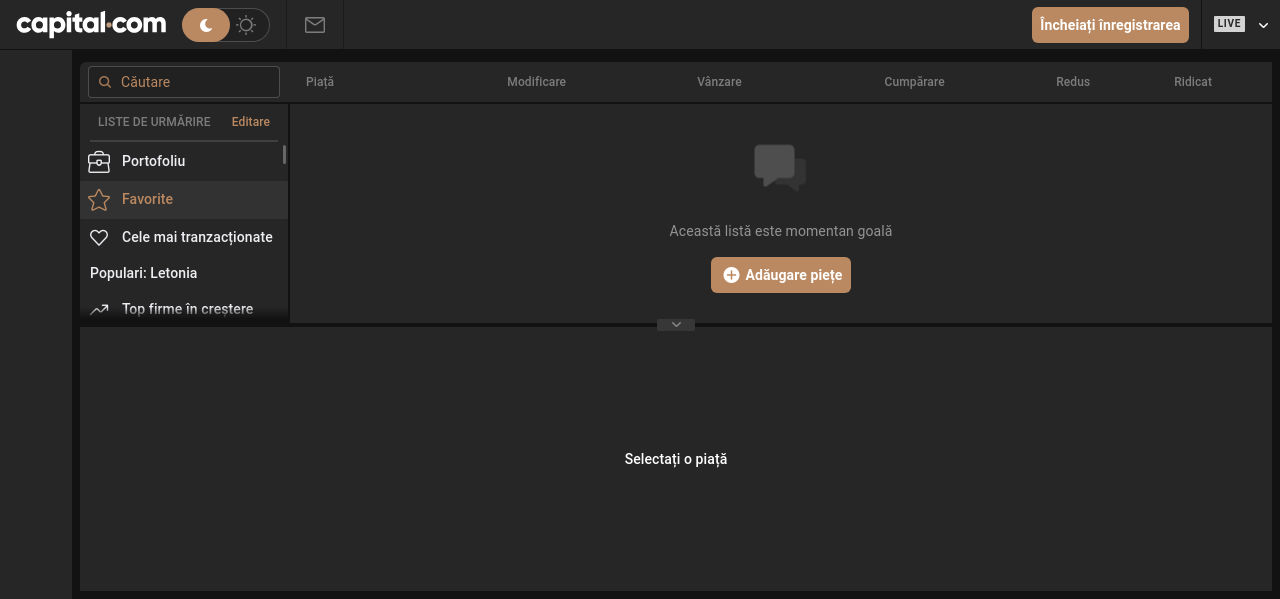 capital.com
Încheiați înregistrarea
LIVE
Căutare
Piață
Modificare
Vânzare
Cumpărare
Redus
Ridicat
LISTE DE URMĂRIRE
Editare
Portofoliu
Favorite
Cele mai tranzacționate
Populari: Letonia
Top firme în creștere
Această listă este momentan goală
Adăugare piețe
Selectați o piață